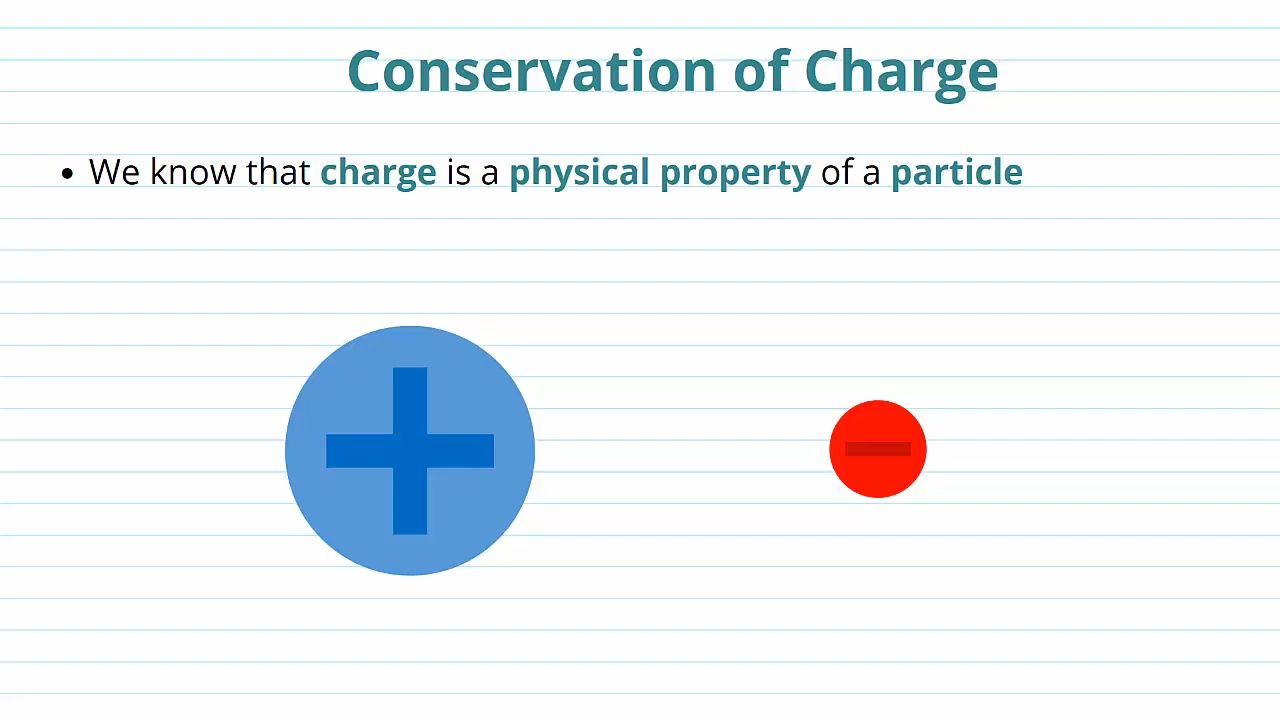 Conservation of Charge
• We know that charge is a physical property of a particle